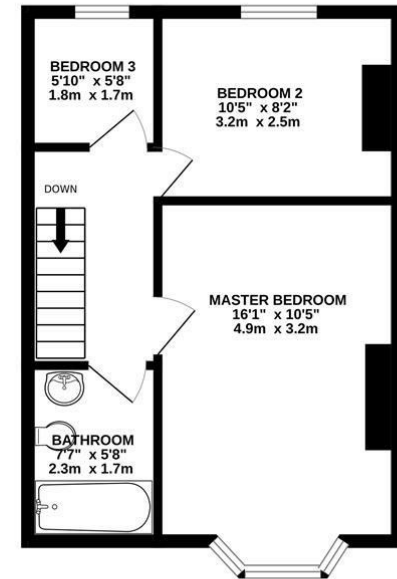 BEDROOM 3
5'10" x 5'8"
1.8m x 1.7m
BEDROOM 2
10'5" x 8'2"
3.2m x 2.5m
DOWN
MASTER BEDROOM
16'1" x 10'5"
4.9m x 3.2m
BATHROOM
7'7" x 5'8"
2.3m x 1.7m